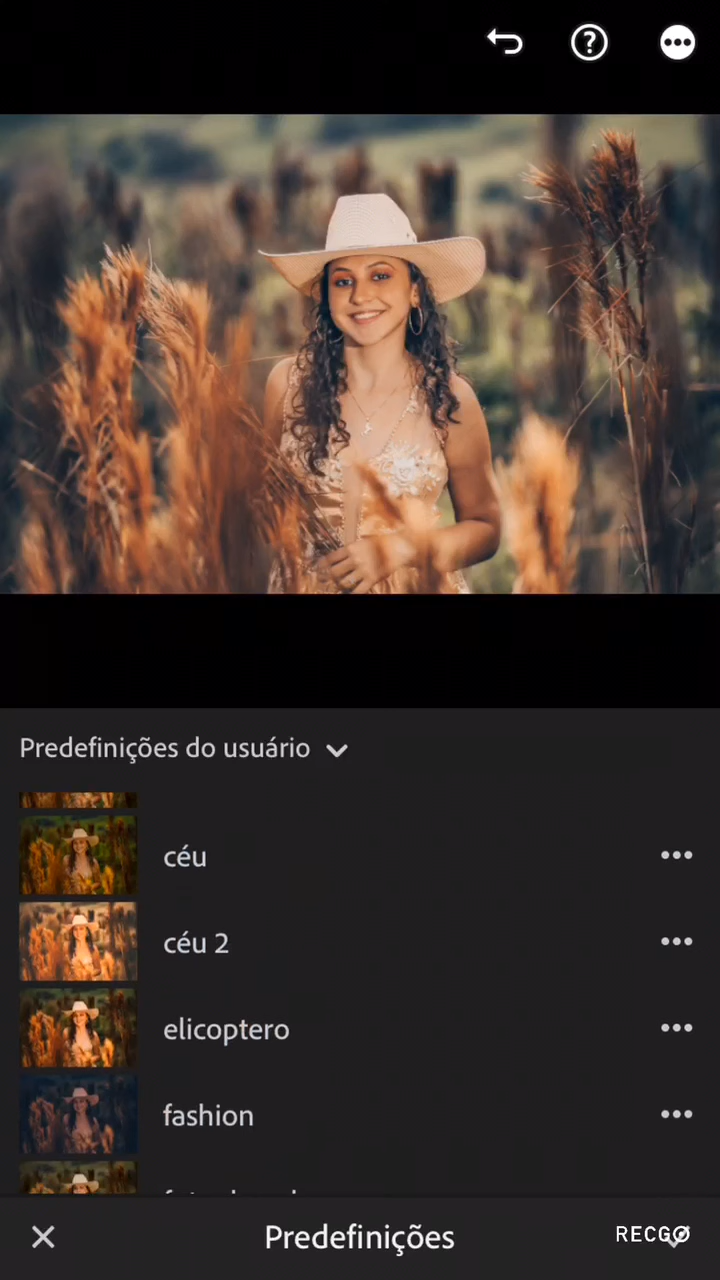 Predefinições do usuário
céu
céu 2
elicoptero
fashion
Predefinições
RECGO